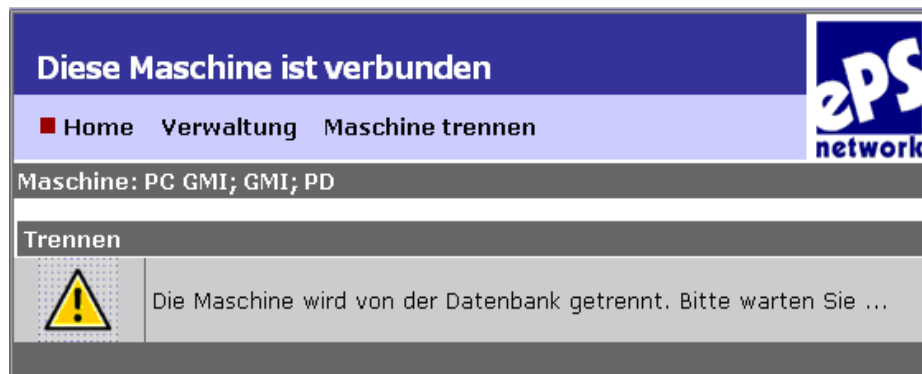 Diese Maschine ist verbunden
ePS
network
Home Verwaltung Maschine trennen
Maschine: PC GMI; GMI; PD
Trennen
Die Maschine wird von der Datenbank getrennt. Bitte warten Sie ...